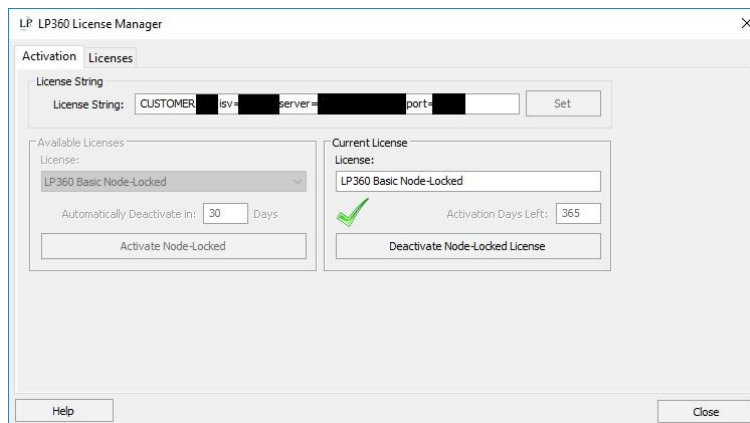 LP360 License Manager
Activation Licenses
License String
License String: CUSTOMER isv= server= port= Set
Available Licenses
License:
LP360 Basic Node-Locked
Automatically Deactivate in: 30 Days
Activate Node-Locked
Current License
License:
LP360 Basic Node-Locked
Activation Days Left: 365
Deactivate Node-Locked License
Help Close